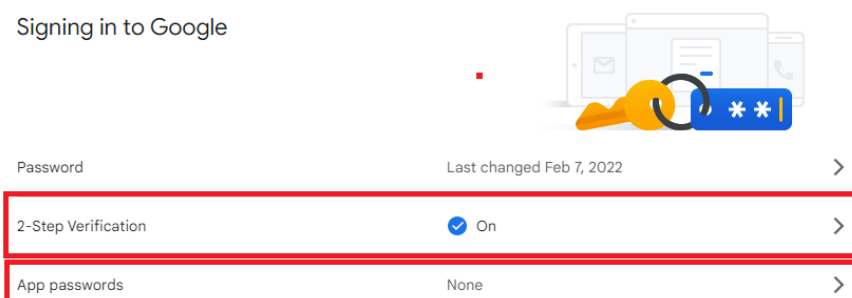 Signing in to Google
* *
Password Last changed Feb 7, 2022
2-Step Verification On
App passwords None